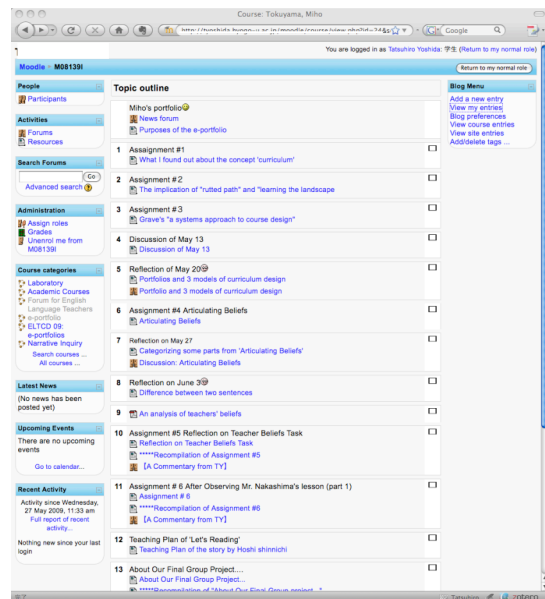 Course: Tokuyama, Miho
Google
You are logged in as Tatsuhiro Yoshida: 学生 (Return to my normal role)
Moodle ► M08139I
Return to my normal role
People
Participants
Activities
Forums
Resources
Search Forums
Go
Advanced search
Administration
Assign roles
Grades
Unenrol me from
M08139I
Course categories
Laboratory
Academic Courses
Forum for English
Language Teachers
e-portfolio
ELTCD 09:
e-portfolios
Narrative Inquiry
Search courses ...
All courses ...
Latest News
(No news has been
posted yet)
Upcoming Events
There are no upcoming
events
Go to calendar...
Recent Activity
Activity since Wednesday,
27 May 2009, 11:33 am
Full report of recent
activity...
Nothing new since your last
login
Topic outline
Miho's portfolio
News forum
Purposes of the e-portfolio
1 Assaignment #1
What I found out about the concept 'curriculum'
2 Assignment #２
The implication of "rutted path" and "learning the landscape
3 Assignment #３
Grave's "a systems approach to course design"
4 Discussion of May 13
Discussion of May 13
5 Reflection of May 20
Portfolios and 3 models of curriculum design
Portfolio and 3 models of curriculum design
6 Assignment #4 Articulating Beliefs
Articulating Beliefs
7 Reflection on May 27
Categorizing some parts from 'Articulating Beliefs'
Discussion: Articulating Beliefs
8 Reflection on June 3
Difference between two sentences
9 An analysis of teachers' beliefs
10 Assignment #5 Reflection on Teacher Beliefs Task
Reflection on Teacher Beliefs Task
*****Recompilation of Assignment #5
【A Commentary from TY】
11 Assignment # 6 After Observing Mr. Nakashima's lesson (part 1)
Assignment # 6
*****Recompilation of Assignment #6
【A Commentary from TY】
12 Teaching Plan of 'Let's Reading'
Teaching Plan of the story by Hoshi shinnichi
13 About Our Final Group Project....
About Our Final Group Project...
*****Recompilation of "About Our Final Group project..."
Blog Menu
Add a new entry
View my entries
Blog preferences
View course entries
View site entries
Add/delete tags ...
完了
Tatsuhiro
zotero